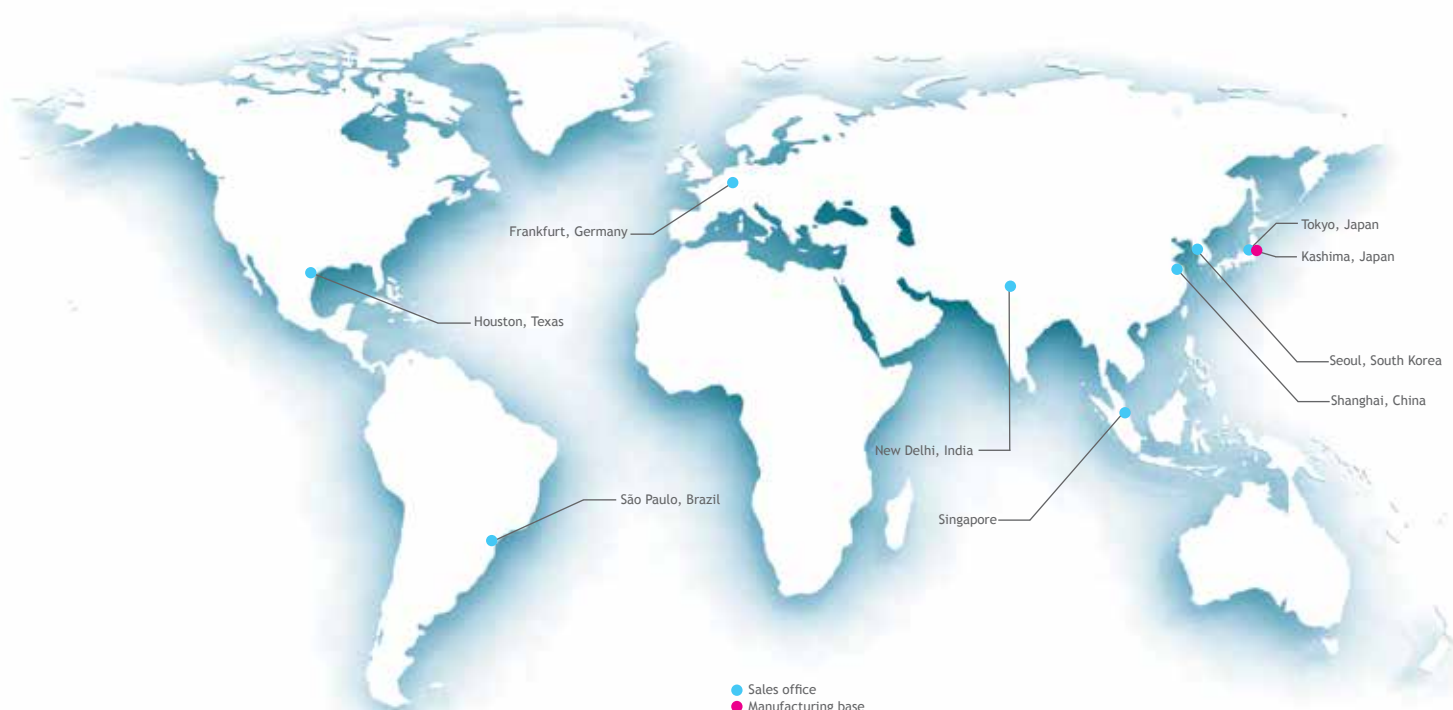 Frankfurt, Germany
Tokyo, Japan
Kashima, Japan
Houston, Texas
Seoul, South Korea
Shanghai, China
New Delhi, India
São Paulo, Brazil
Singapore
Sales office
Manufacturing base